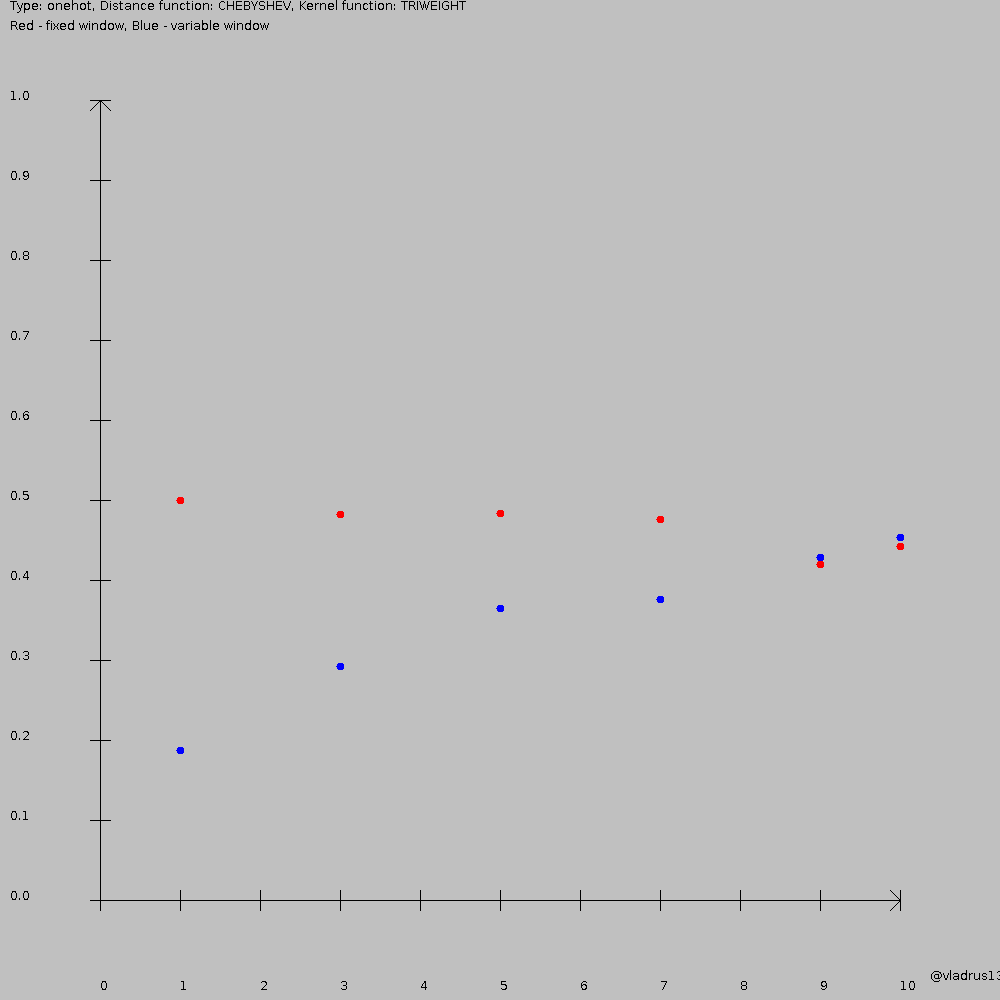 Type: onehot, Distance function: CHEBYSHEV, Kernel function: TRIWEIGHT
Red - fixed window, Blue - variable window
1.0
0.9
0.8
0.7
0.6
0.5
0.4
0.3
0.2
0.1
0.0
0 1 2 3 4 5 6 7 8 9 10
@vladrus13